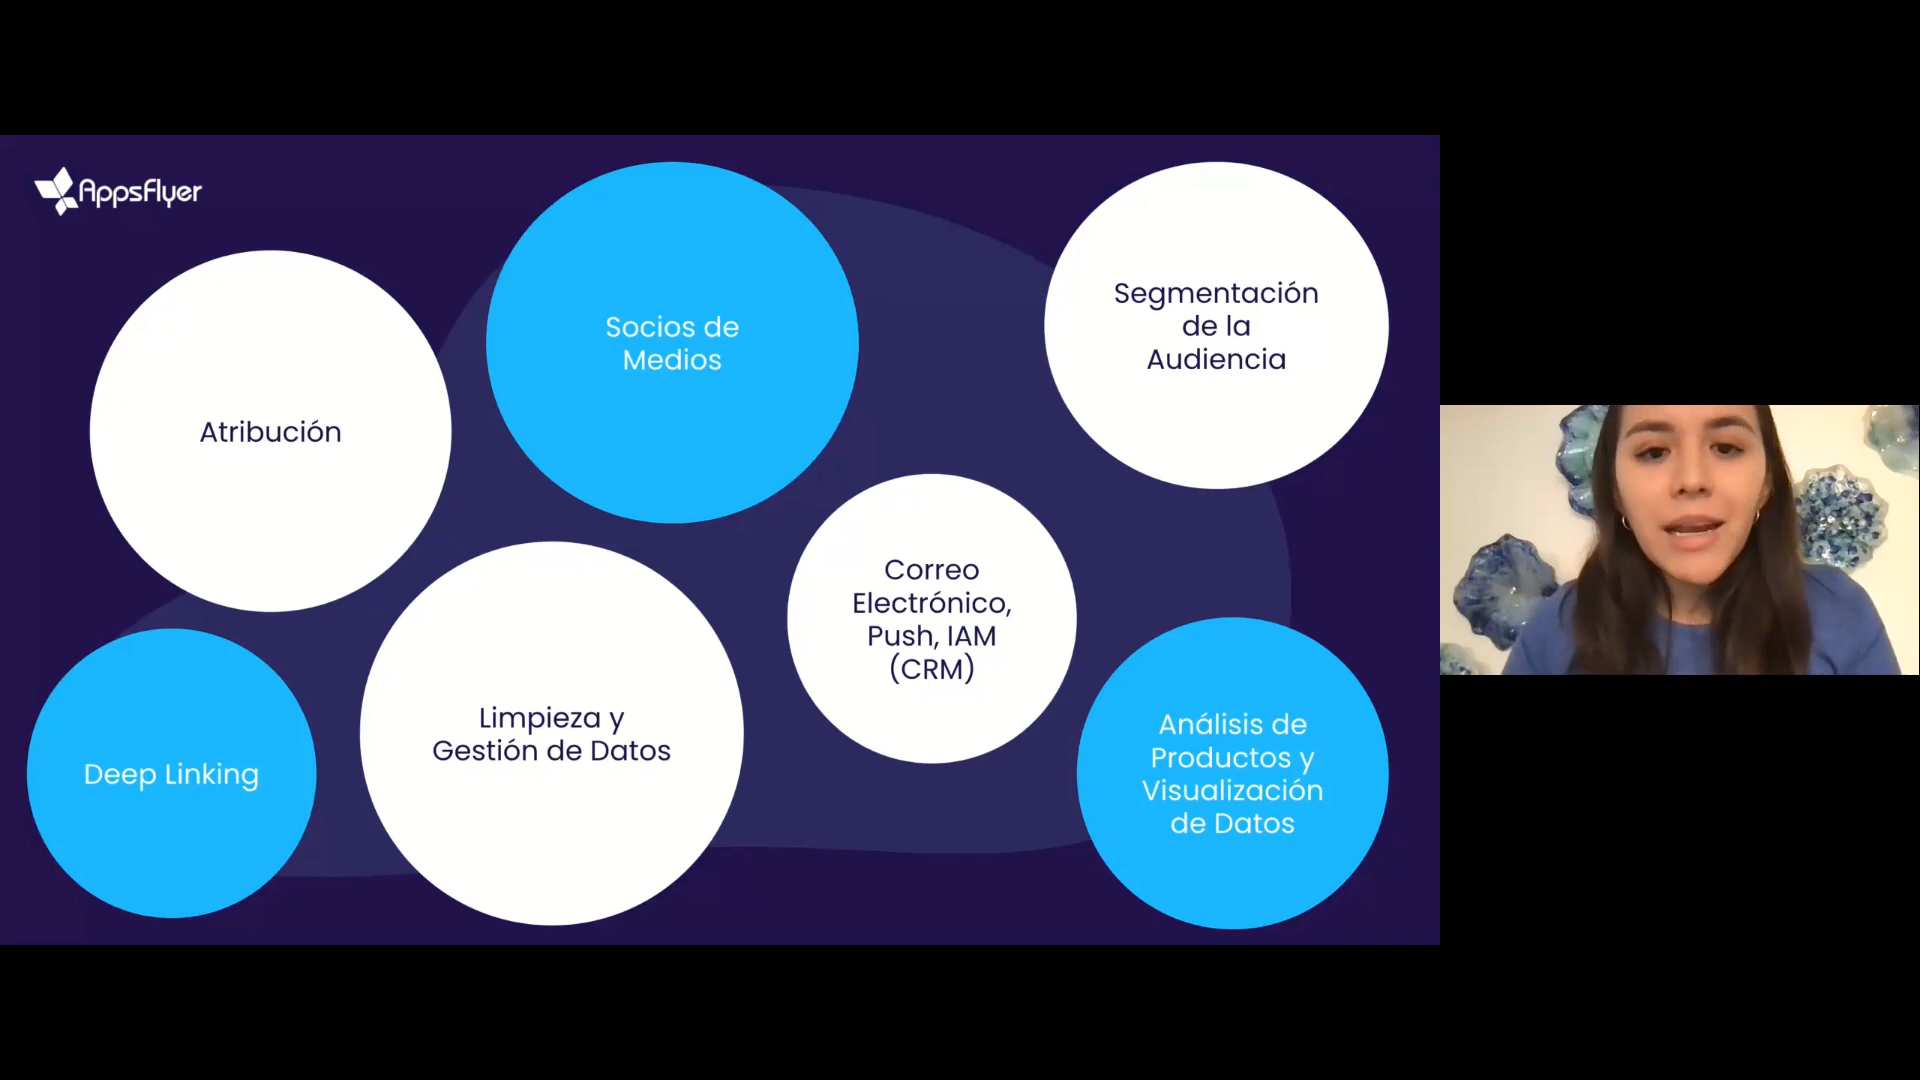 AppsFlyer
Socios de
Medios
Segmentación
de la
Audiencia
Atribución
Correo
Electrónico,
Push, IAM
(CRM)
Limpieza y
Gestión de Datos
Deep Linking
Análisis de
Productos y
Visualización
de Datos